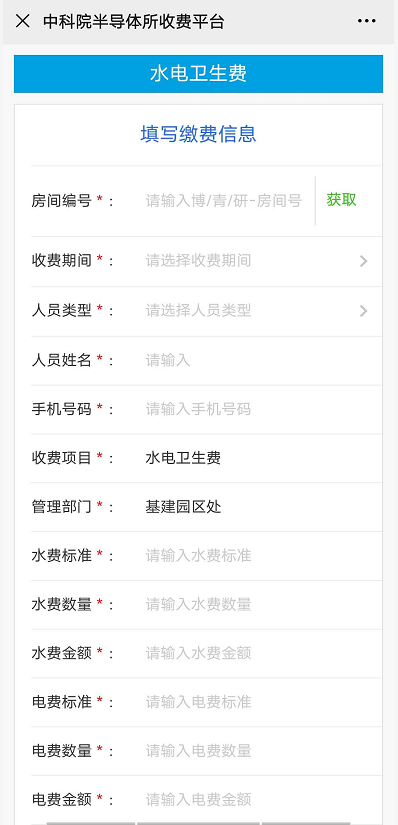 中科院半导体所收费平台
水电卫生费
填写缴费信息
房间编号 *： 请输入博/青/研-房间号 获取
收费期间 *： 请选择收费期间
人员类型 *： 请选择人员类型
人员姓名 *： 请输入
手机号码 *： 请输入手机号码
收费项目 *： 水电卫生费
管理部门 *： 基建园区处
水费标准 *： 请输入水费标准
水费数量 *： 请输入水费数量
水费金额 *： 请输入水费金额
电费标准 *： 请输入电费标准
电费数量 *： 请输入电费数量
电费金额 *： 请输入电费金额